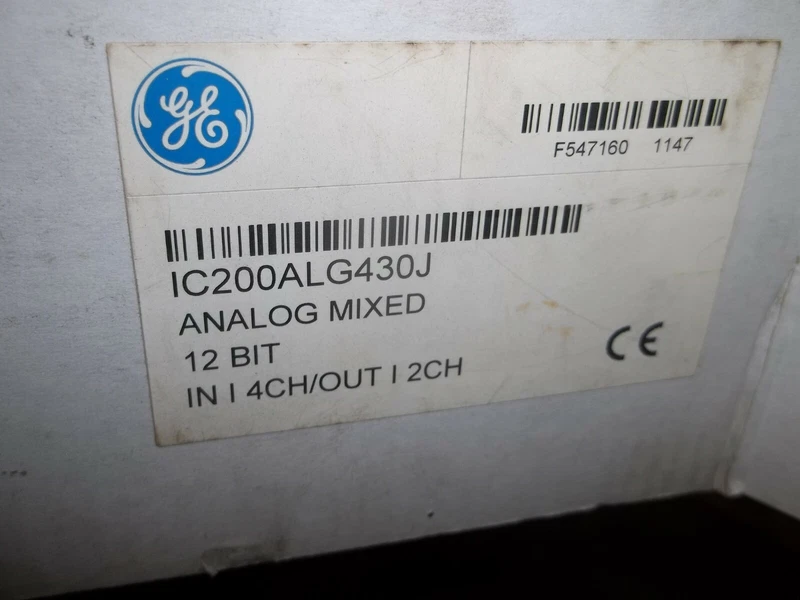 GE
F547160 1147
IC200ALG430J
ANALOG MIXED
12 BIT
IN I 4CH/OUT I 2CH
CE